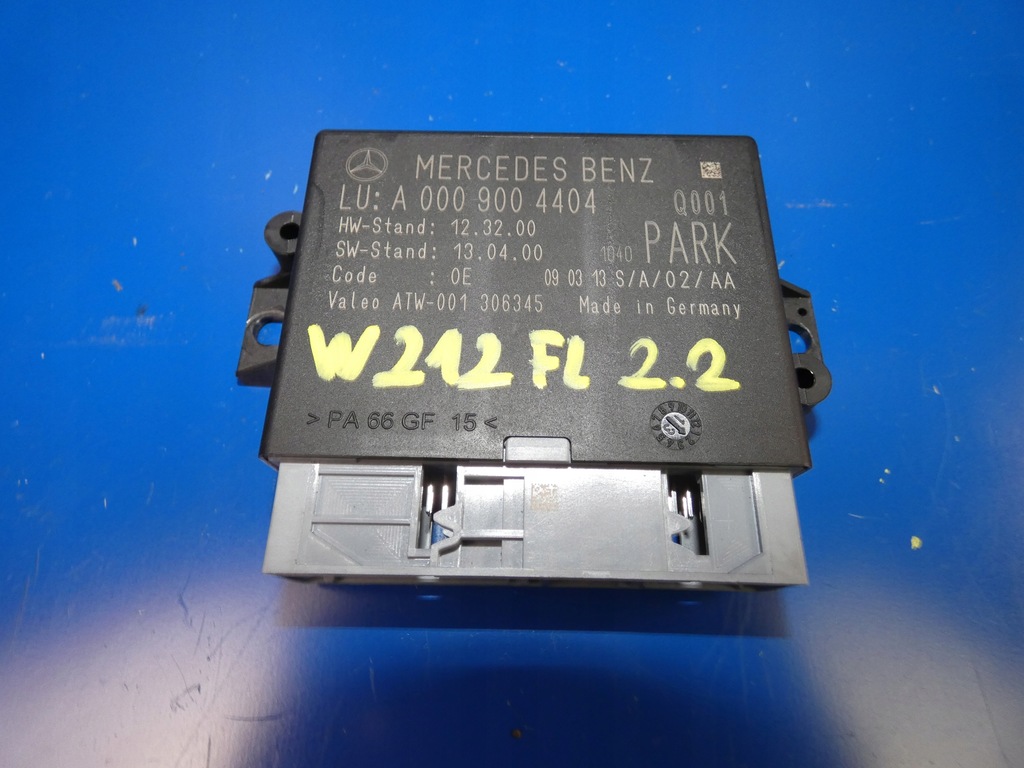 MERCEDES BENZ
LU: A 000 900 4404 Q001
HW-Stand: 12.32.00
SW-Stand: 13.04.00 1040 PARK
Code : 0E 09 03 13 S/A/02/AA
Valeo ATW-001 306345 Made in Germany
W212 FL 2.2
>PA 66 GF 15<